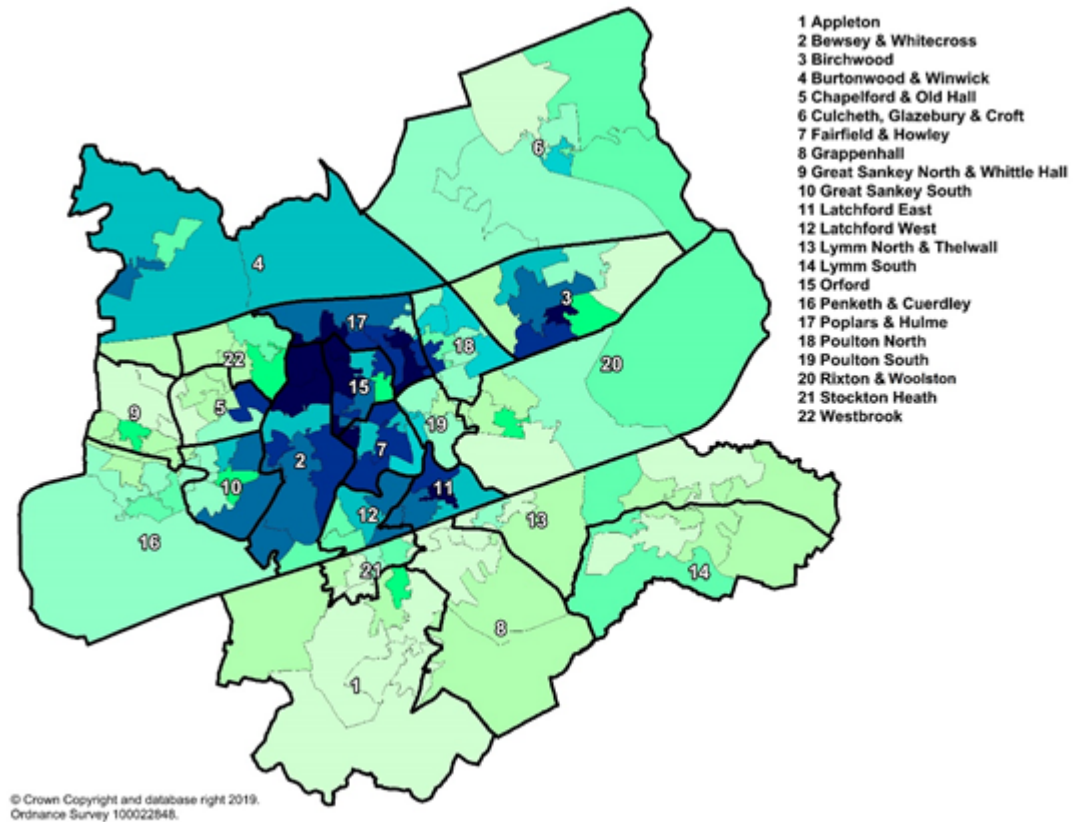 1 Appleton
2 Bewsey & Whitecross
3 Birchwood
4 Burtonwood & Winwick
5 Chapelford & Old Hall
6 Culcheth, Glazebury & Croft
7 Fairfield & Howley
8 Grappenhall
9 Great Sankey North & Whittle Hall
10 Great Sankey South
11 Latchford East
12 Latchford West
13 Lymm North & Thelwall
14 Lymm South
15 Orford
16 Penketh & Cuerdley
17 Poplars & Hulme
18 Poulton North
19 Poulton South
20 Rixton & Woolston
21 Stockton Heath
22 Westbrook
6
4
3
17
18
22
20
15
5
9
19
7
2
10
11
12
13
16
21
14
8
1
© Crown Copyright and database right 2019.
Ordnance Survey 100022848.